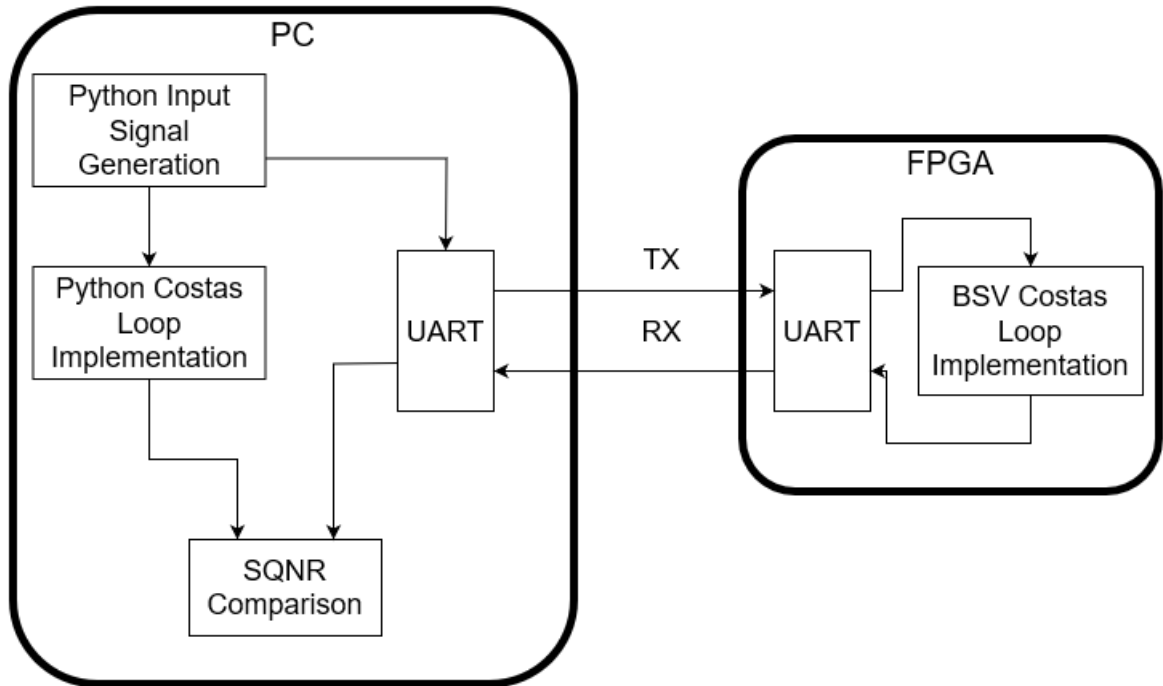 PC
Python Input
Signal
Generation
Python Costas
Loop
Implementation
UART
SQNR
Comparison
TX
RX
FPGA
UART
BSV Costas
Loop
Implementation